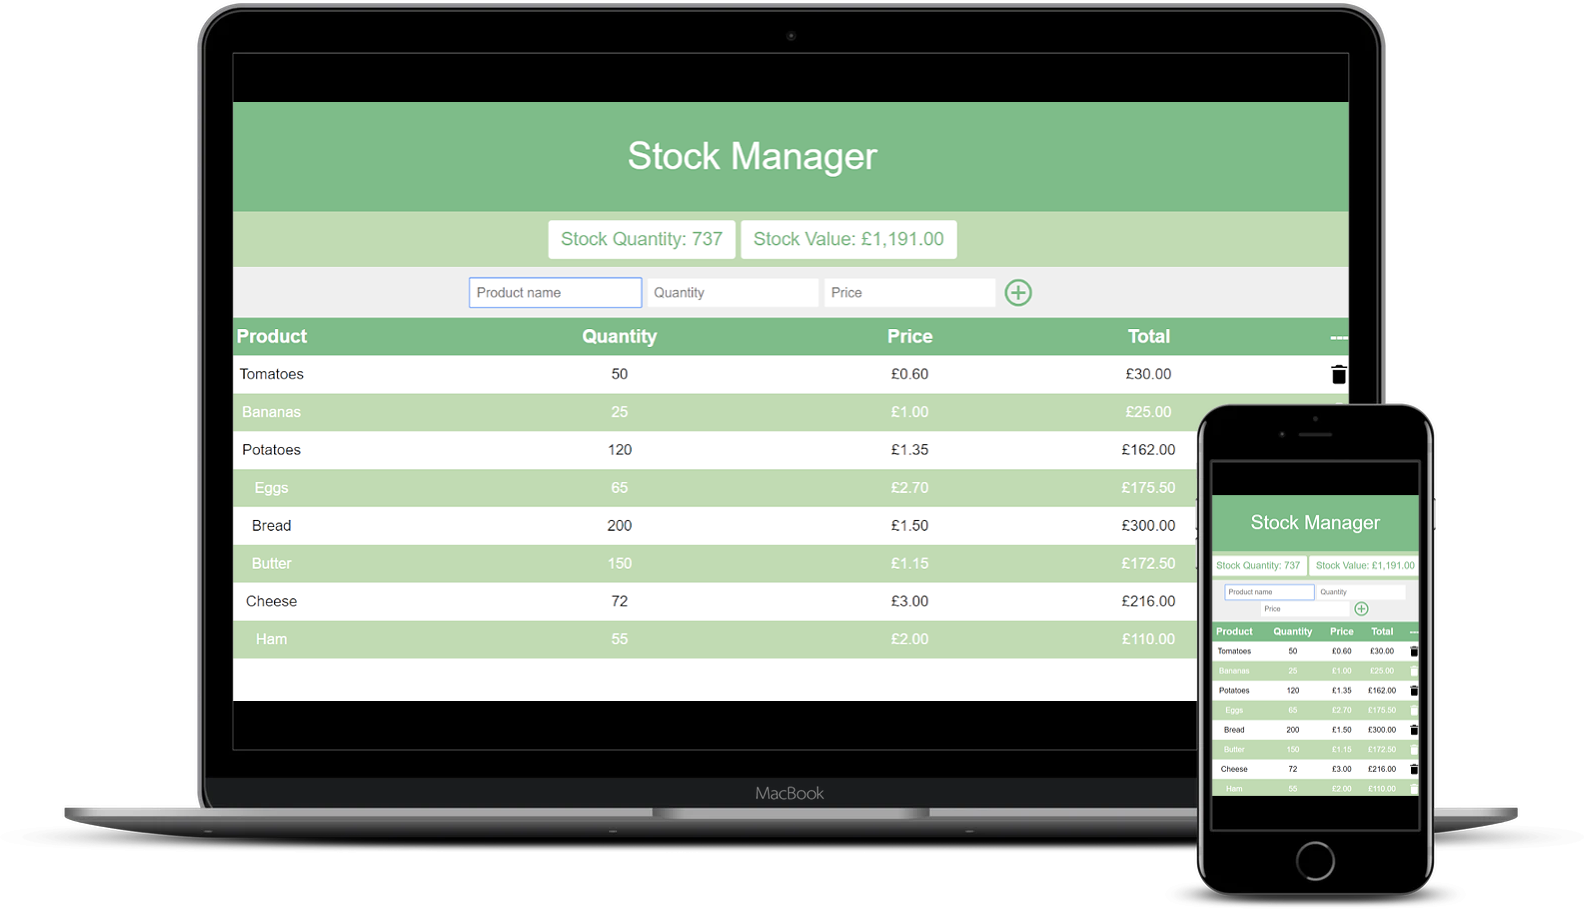 Stock Manager
Stock Quantity: 737 Stock Value: £1,191.00
Product name Quantity Price
Product Quantity Price Total ---
Tomatoes 50 £0.60 £30.00
Bananas 25 £1.00 £25.00
Potatoes 120 £1.35 £162.00
Eggs 65 £2.70 £175.50
Bread 200 £1.50 £300.00
Butter 150 £1.15 £172.50
Cheese 72 £3.00 £216.00
Ham 55 £2.00 £110.00
MacBook
Stock Manager
Stock Quantity: 737 Stock Value: £1,191.00
Product name Quantity
Price
Product Quantity Price Total ---
Tomatoes 50 £0.60 £30.00
Bananas 25 £1.00 £25.00
Potatoes 120 £1.35 £162.00
Eggs 65 £2.70 £175.50
Bread 200 £1.50 £300.00
Butter 150 £1.15 £172.50
Cheese 72 £3.00 £216.00
Ham 55 £2.00 £110.00